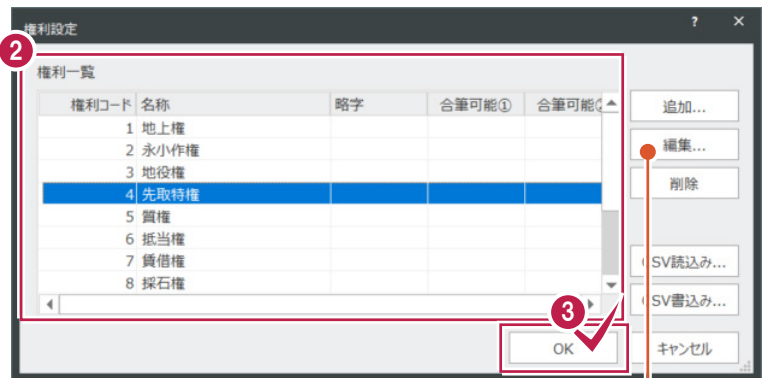 権利設定
? ×
2
権利一覧
権利コード 名称 略字 合筆可能① 合筆可能②
1 地上権
2 永小作権
3 地役権
4 先取特権
5 質権
6 抵当権
7 賃借権
8 採石権
追加...
編集...
削除
CSV読込み...
CSV書込み...
3
OK
キャンセル